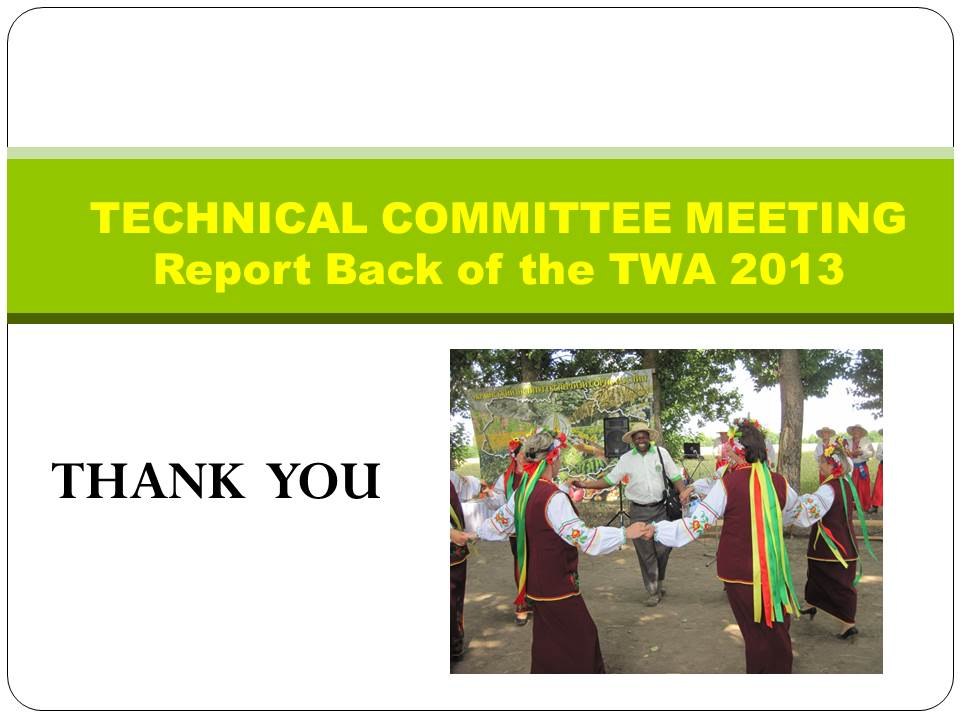 TECHNICAL COMMITTEE MEETING
Report Back of the TWA 2013
THANK YOU